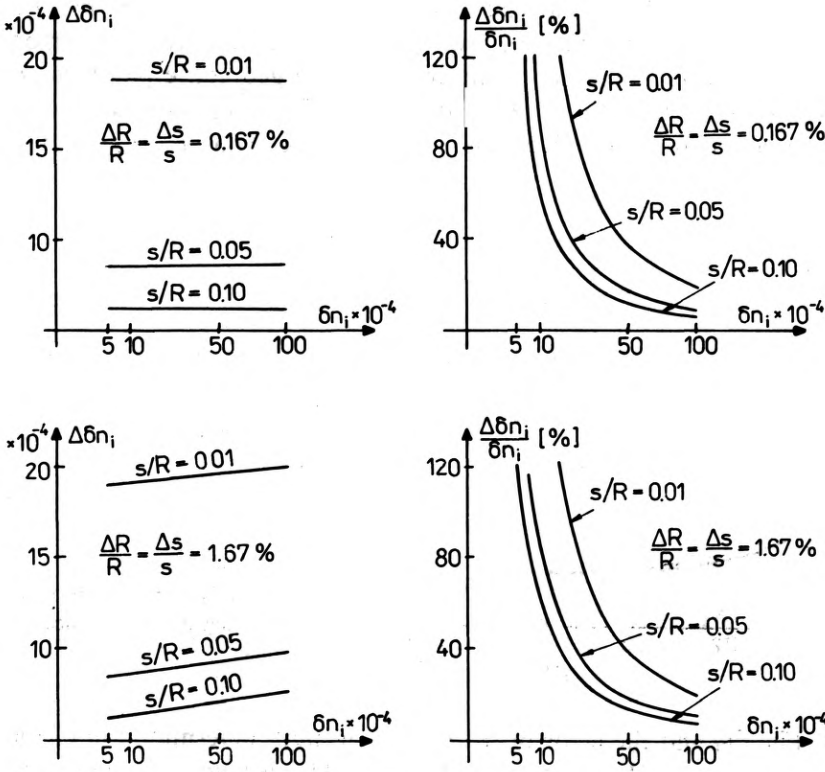 ×10⁻⁴ Δδnᵢ
20
s/R = 0.01
15
ΔR/R = Δs/s = 0.167 %
10
s/R = 0.05
s/R = 0.10
5 10 50 100
δnᵢ × 10⁻⁴
Δδnᵢ/δnᵢ [%]
120
s/R = 0.01
ΔR/R = Δs/s = 0.167 %
80
s/R = 0.05
40
s/R = 0.10
5 10 50 100
δnᵢ × 10⁻⁴
×10⁻⁴ Δδnᵢ
20
s/R = 0.01
15
ΔR/R = Δs/s = 1.67 %
10
s/R = 0.05
s/R = 0.10
5 10 50 100
δnᵢ × 10⁻⁴
Δδnᵢ/δnᵢ [%]
120
s/R = 0.01
ΔR/R = Δs/s = 1.67 %
80
s/R = 0.05
40
s/R = 0.10
5 10 50 100
δnᵢ × 10⁻⁴